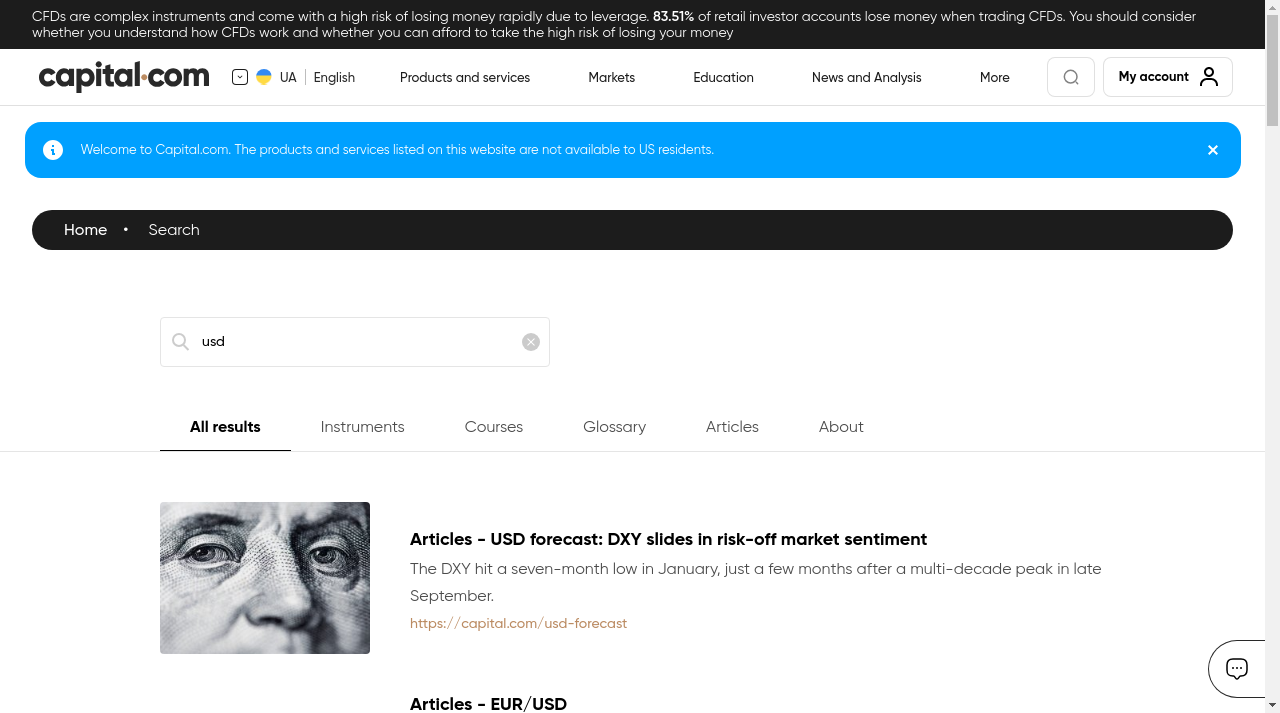 CFDs are complex instruments and come with a high risk of losing money rapidly due to leverage. 83.51% of retail investor accounts lose money when trading CFDs. You should consider
whether you understand how CFDs work and whether you can afford to take the high risk of losing your money
capital.com
UA English
Products and services
Markets
Education
News and Analysis
More
My account
Welcome to Capital.com. The products and services listed on this website are not available to US residents.
Home • Search
usd
All results
Instruments
Courses
Glossary
Articles
About
Articles - USD forecast: DXY slides in risk-off market sentiment
The DXY hit a seven-month low in January, just a few months after a multi-decade peak in late
September.
https://capital.com/usd-forecast
Articles - EUR/USD